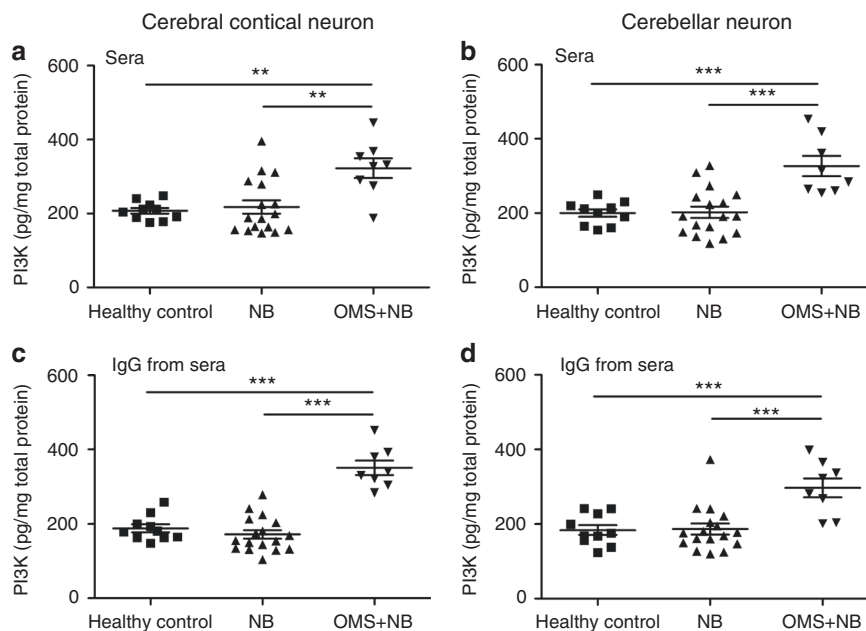 Cerebral contical neuron
Cerebellar neuron
a
Sera
600
400
200
0
PI3K (pg/mg total protein)
**
**
Healthy control NB OMS+NB
b
Sera
600
400
200
0
PI3K (pg/mg total protein)
***
***
Healthy control NB OMS+NB
c
IgG from sera
600
400
200
0
PI3K (pg/mg total protein)
***
***
Healthy control NB OMS+NB
d
IgG from sera
600
400
200
0
PI3K (pg/mg total protein)
***
***
Healthy control NB OMS+NB